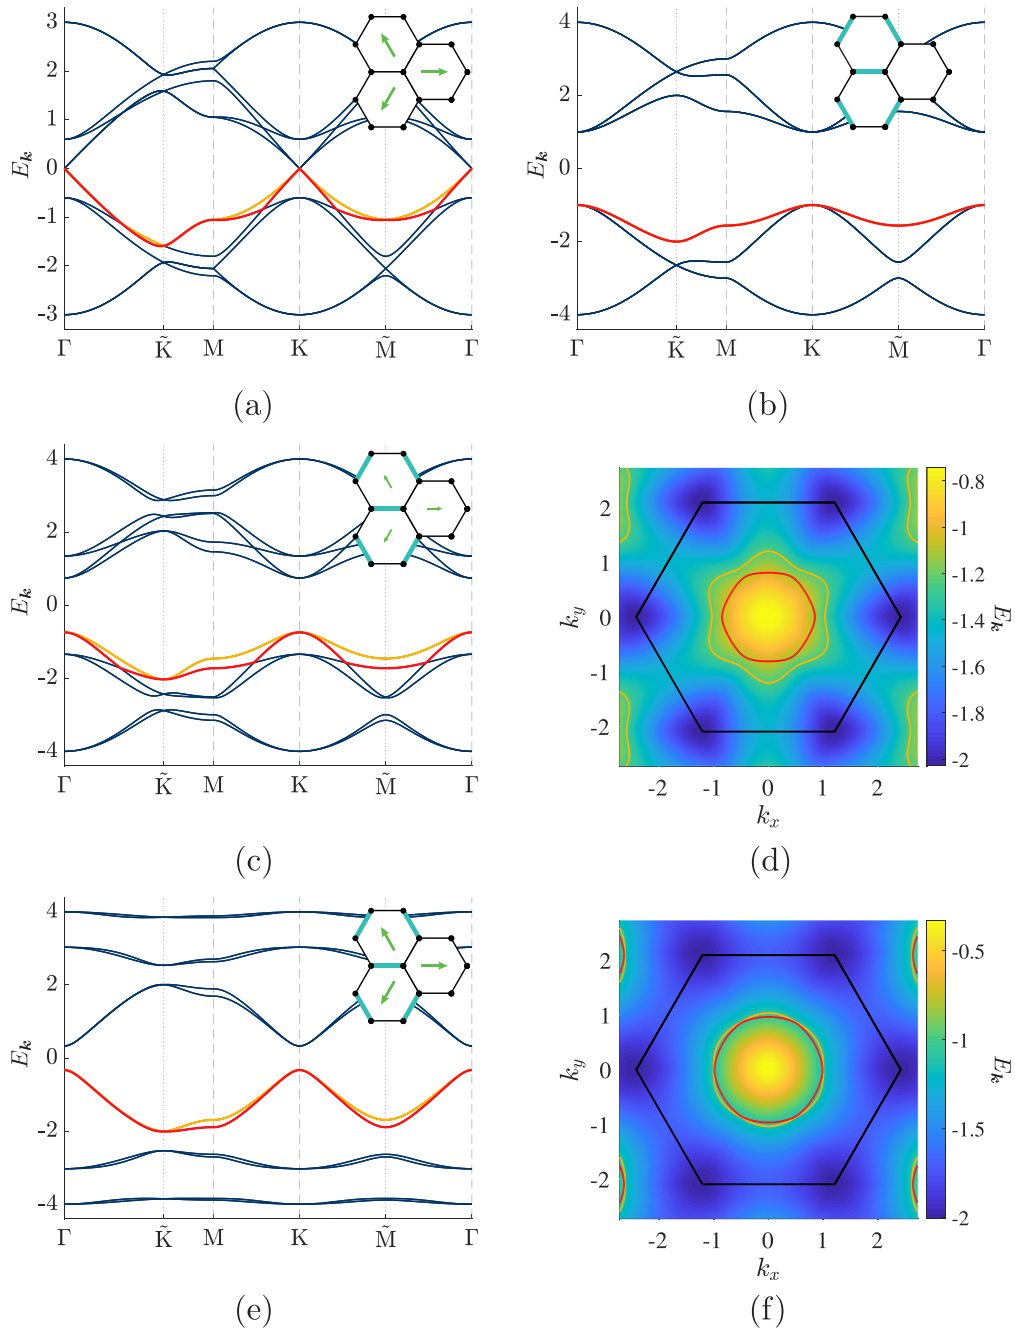 3
2
1
0
-1
-2
-3
E_k
Γ K̃ M K M̃ Γ
(a)
4
2
0
-2
-4
E_k
Γ K̃ M K M̃ Γ
(b)
4
2
0
-2
-4
E_k
Γ K̃ M K M̃ Γ
(c)
2
1
0
-1
-2
k_y
-2 -1 0 1 2
k_x
-0.8
-1
-1.2
-1.4
-1.6
-1.8
-2
E_k
(d)
4
2
0
-2
-4
E_k
Γ K̃ M K M̃ Γ
(e)
2
1
0
-1
-2
k_y
-2 -1 0 1 2
k_x
-0.5
-1
-1.5
-2
E_k
(f)